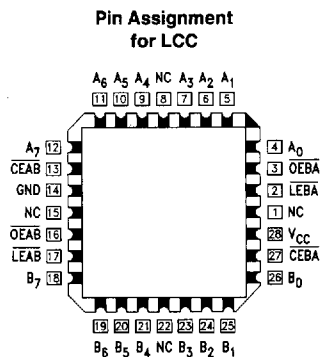 Pin Assignment
for LCC
A6 A5 A4 NC A3 A2 A1
11 10 9 8 7 6 5
A7 12
CEAB 13
GND 14
NC 15
OEAB 16
LEAB 17
B7 18
4 A0
3 OEBA
2 LEBA
1 NC
28 VCC
27 CEBA
26 B0
19 20 21 22 23 24 25
B6 B5 B4 NC B3 B2 B1